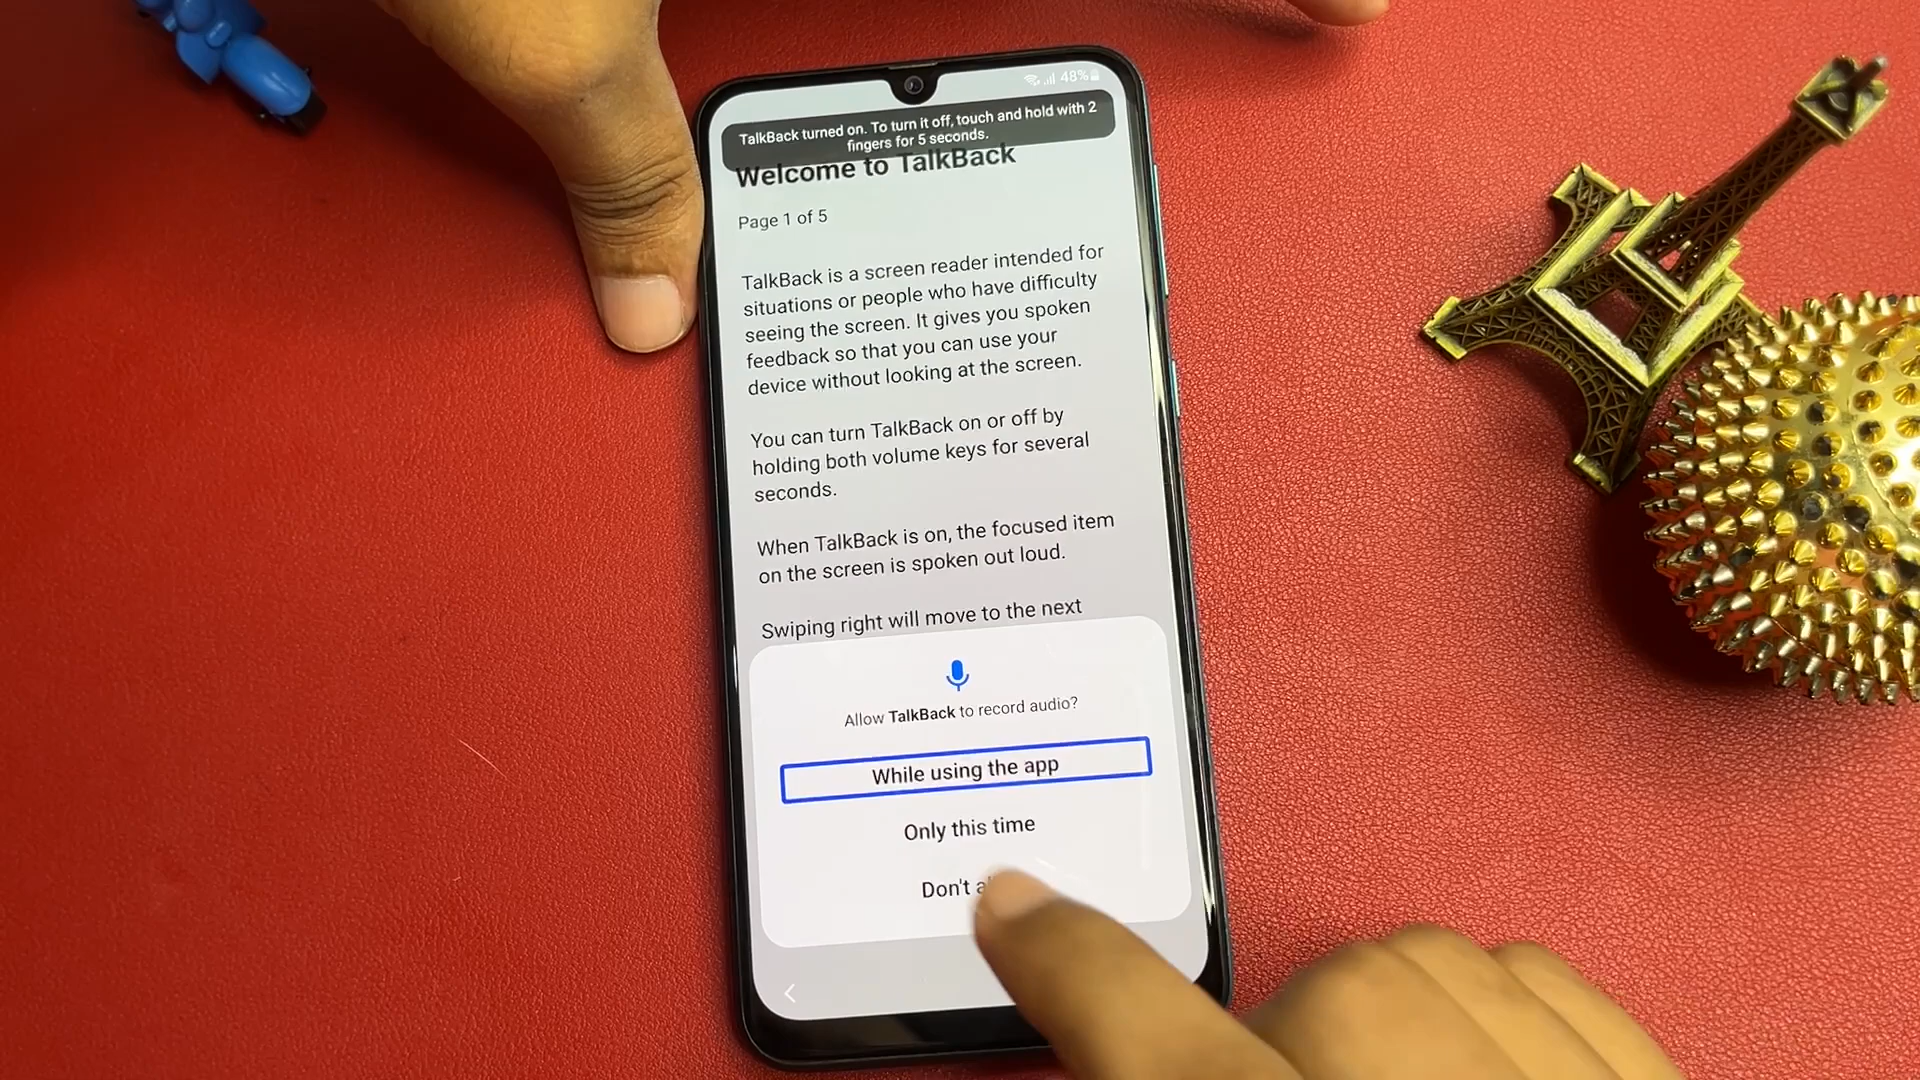 48%
TalkBack turned on. To turn it off, touch and hold with 2
fingers for 5 seconds.
Welcome to TalkBack
Page 1 of 5
TalkBack is a screen reader intended for
situations or people who have difficulty
seeing the screen. It gives you spoken
feedback so that you can use your
device without looking at the screen.
You can turn TalkBack on or off by
holding both volume keys for several
seconds.
When TalkBack is on, the focused item
on the screen is spoken out loud.
Swiping right will move to the next
Allow TalkBack to record audio?
While using the app
Only this time
Don't